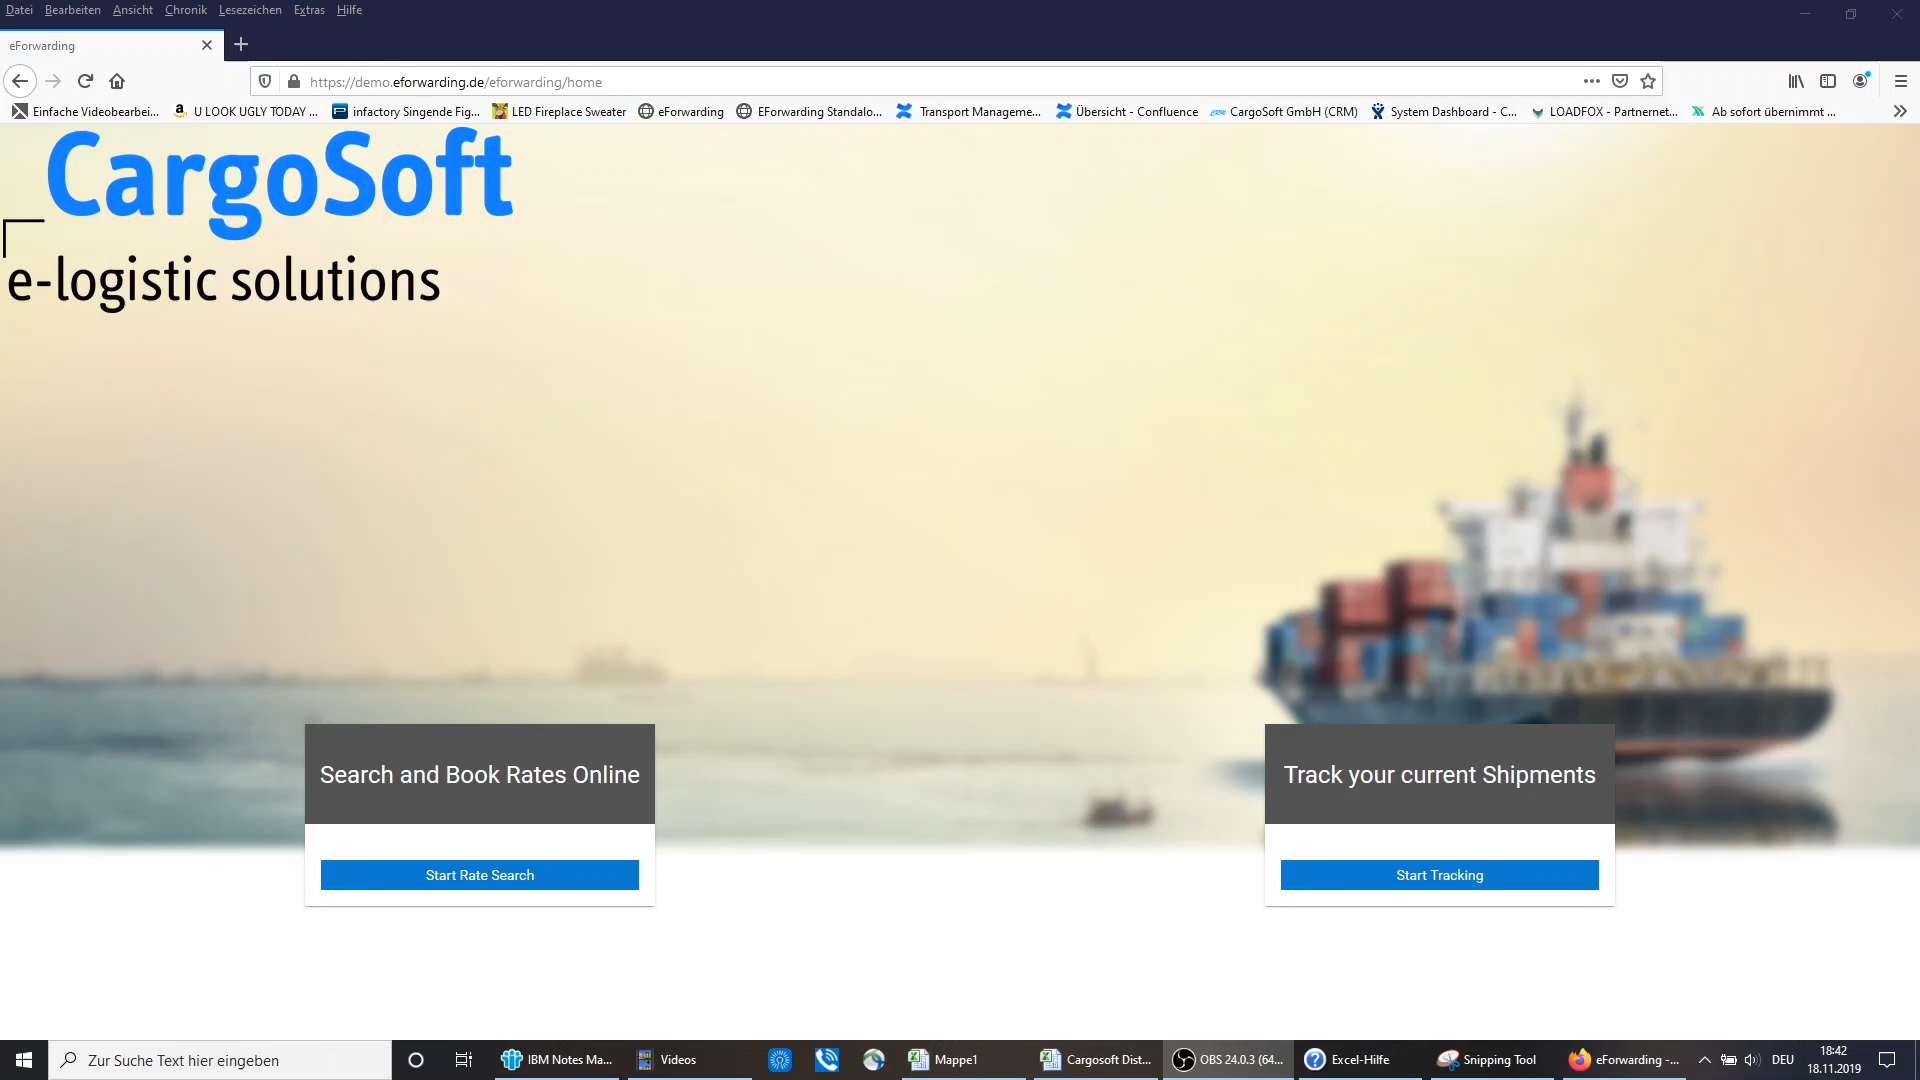 Datei Bearbeiten Ansicht Chronik Lesezeichen Extras Hilfe
eForwarding
https://demo.eforwarding.de/eforwarding/home
Einfache Videobearbei... U LOOK UGLY TODAY ... infactory Singende Fig... LED Fireplace Sweater eForwarding EForwarding Standalo... Transport Manageme... Übersicht - Confluence CargoSoft GmbH (CRM) System Dashboard - C... LOADFOX - Partnernet... Ab sofort übernimmt ...
CargoSoft
e-logistic solutions
Search and Book Rates Online
Start Rate Search
Track your current Shipments
Start Tracking
Zur Suche Text hier eingeben
IBM Notes Ma... Videos Mappe1 Cargosoft Dist... OBS 24.0.3 (64... Excel-Hilfe Snipping Tool eForwarding -... DEU
18:42
18.11.2019